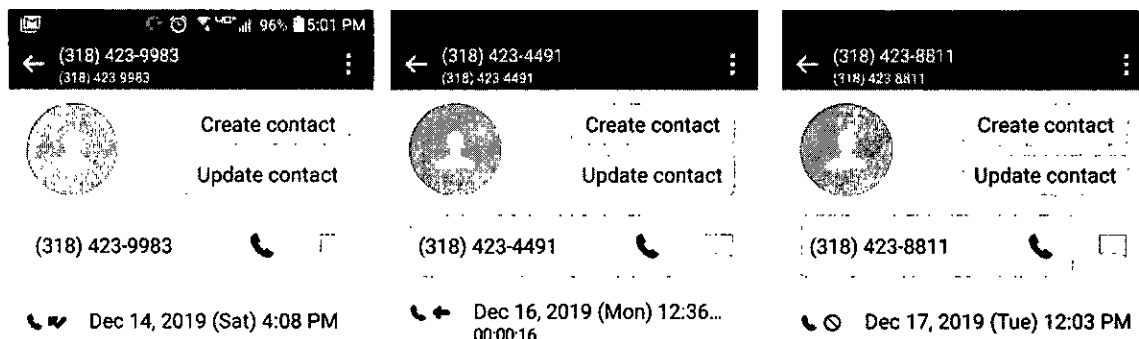 96% 5:01 PM
(318) 423-9983
(318) 423 9983
Create contact
Update contact
(318) 423-9983
Dec 14, 2019 (Sat) 4:08 PM
(318) 423-4491
(318) 423 4491
Create contact
Update contact
(318) 423-4491
Dec 16, 2019 (Mon) 12:36...
00:00:16
(318) 423-8811
(318) 423 8811
Create contact
Update contact
(318) 423-8811
Dec 17, 2019 (Tue) 12:03 PM